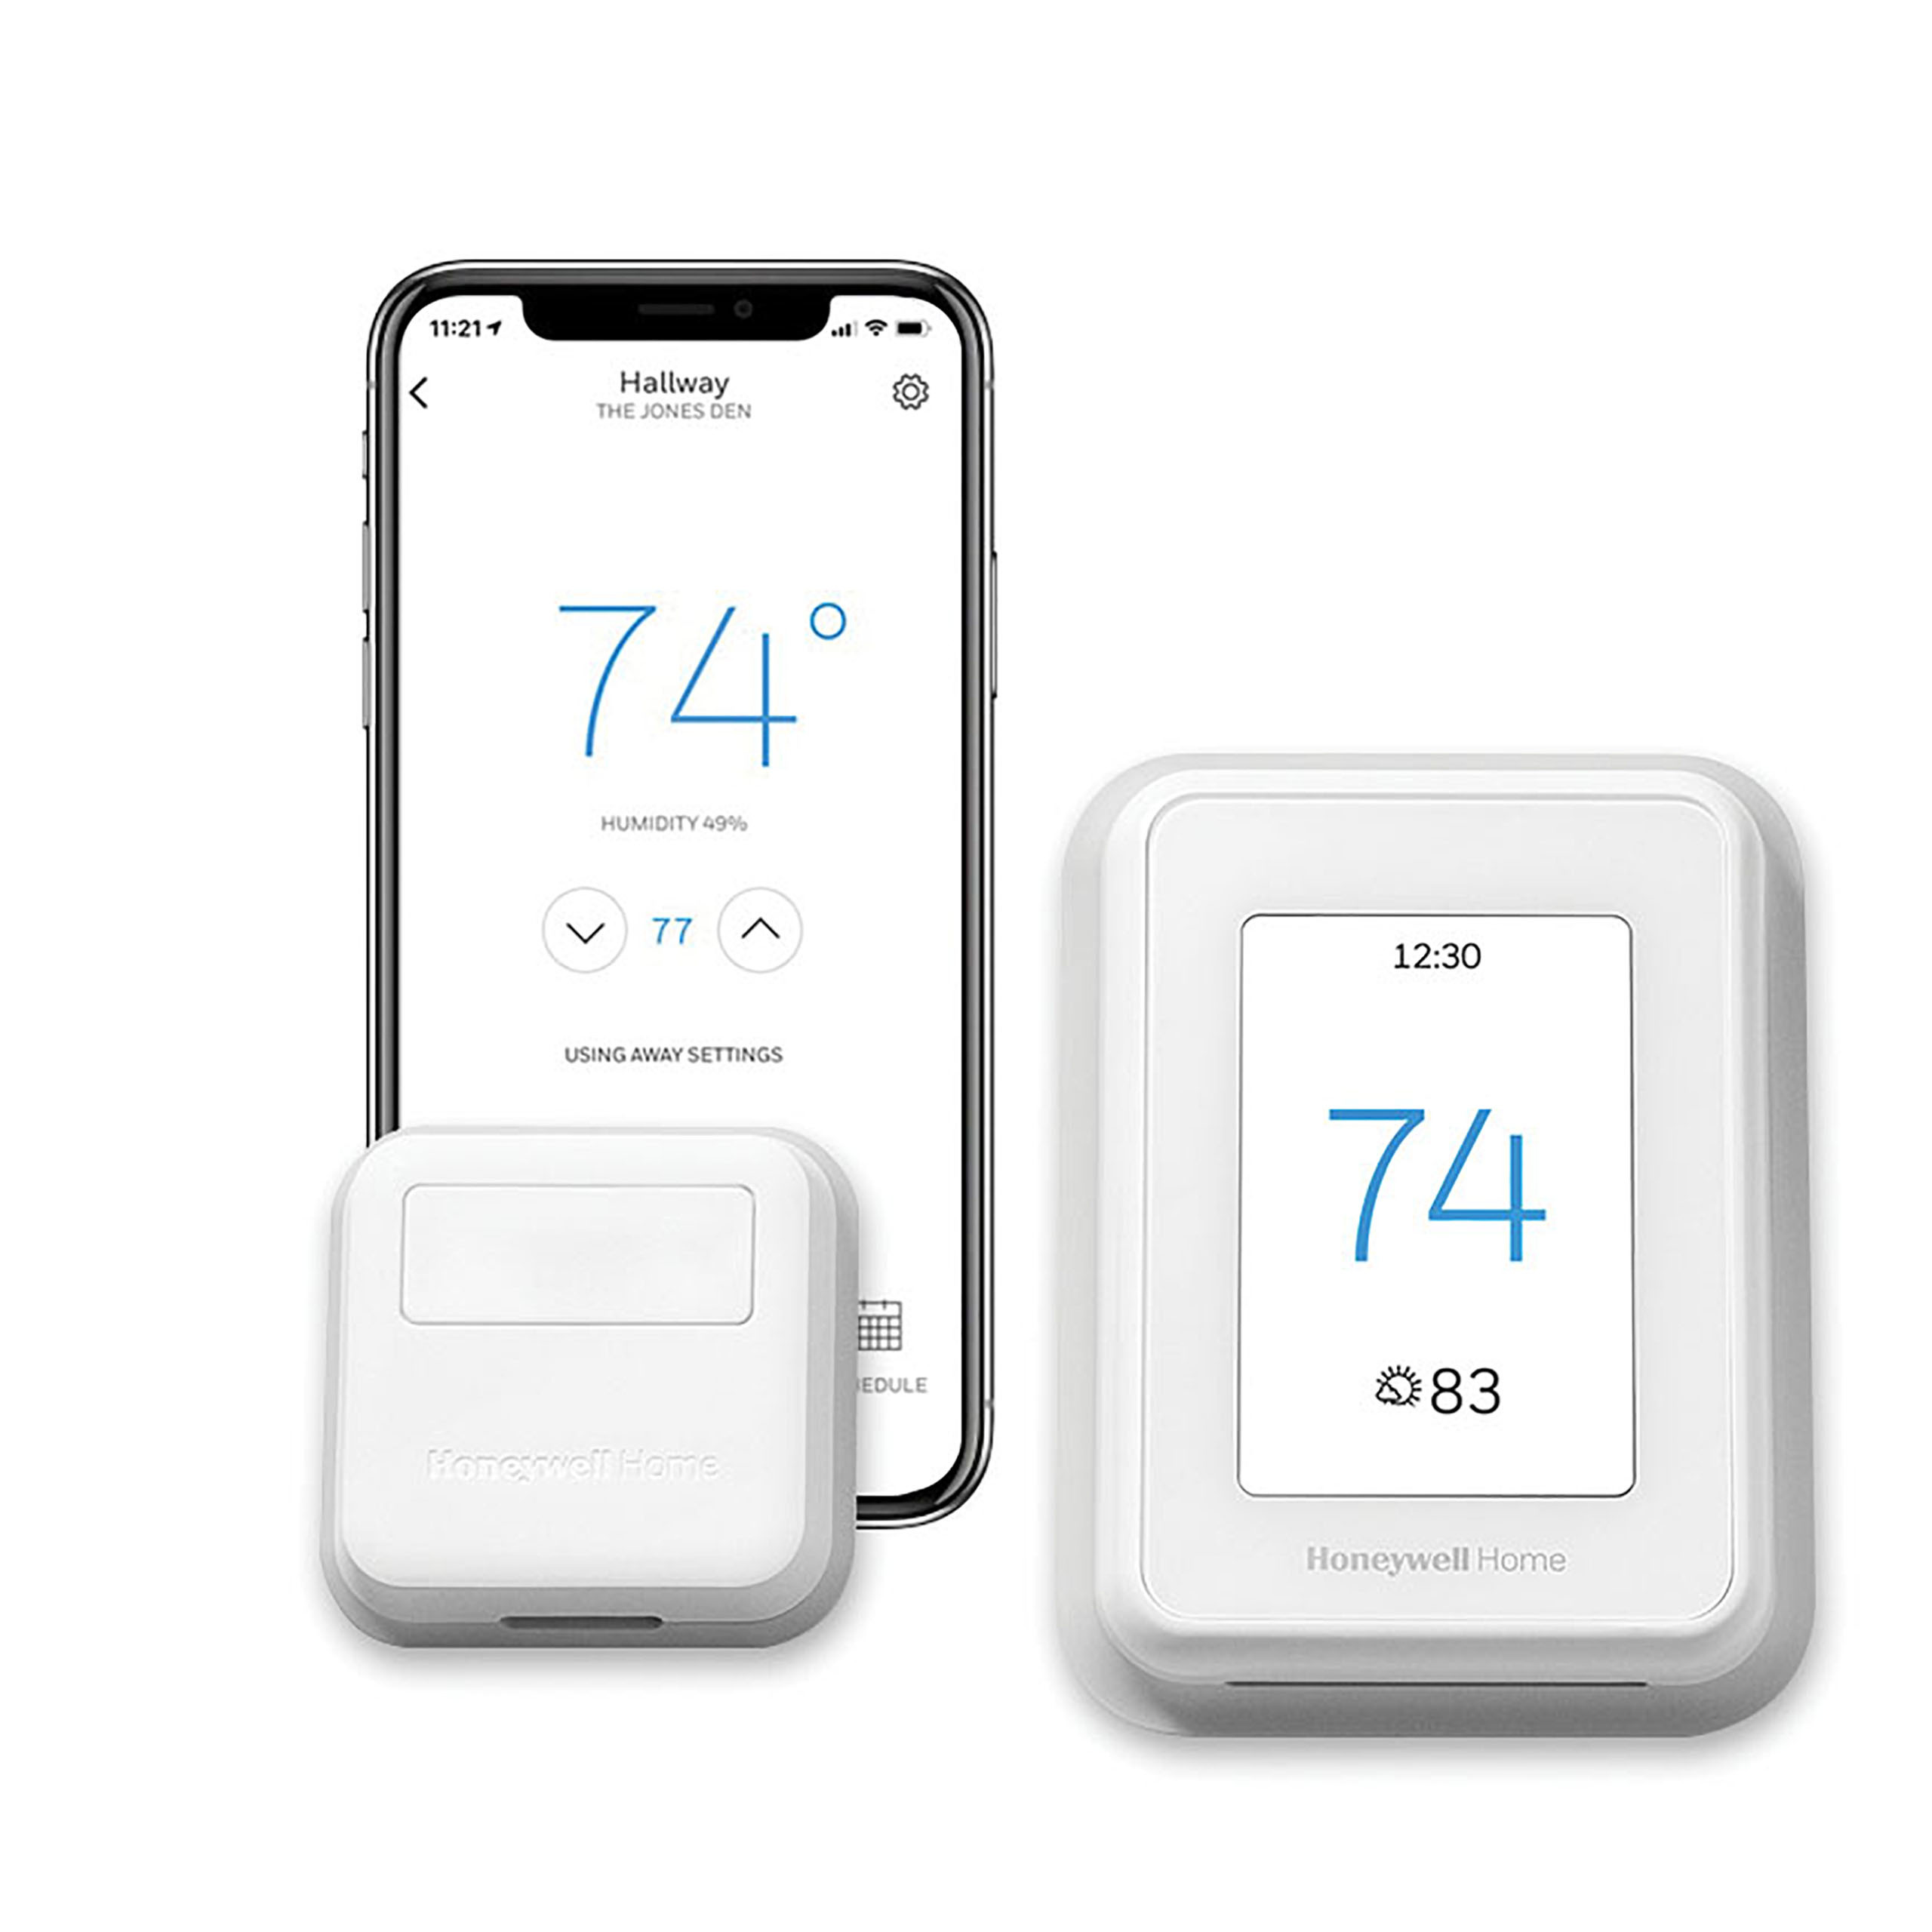 11:21
Hallway
THE JONES DEN
74°
HUMIDITY 49%
77
USING AWAY SETTINGS
EDULE
Honeywell Home
12:30
74
83
Honeywell Home